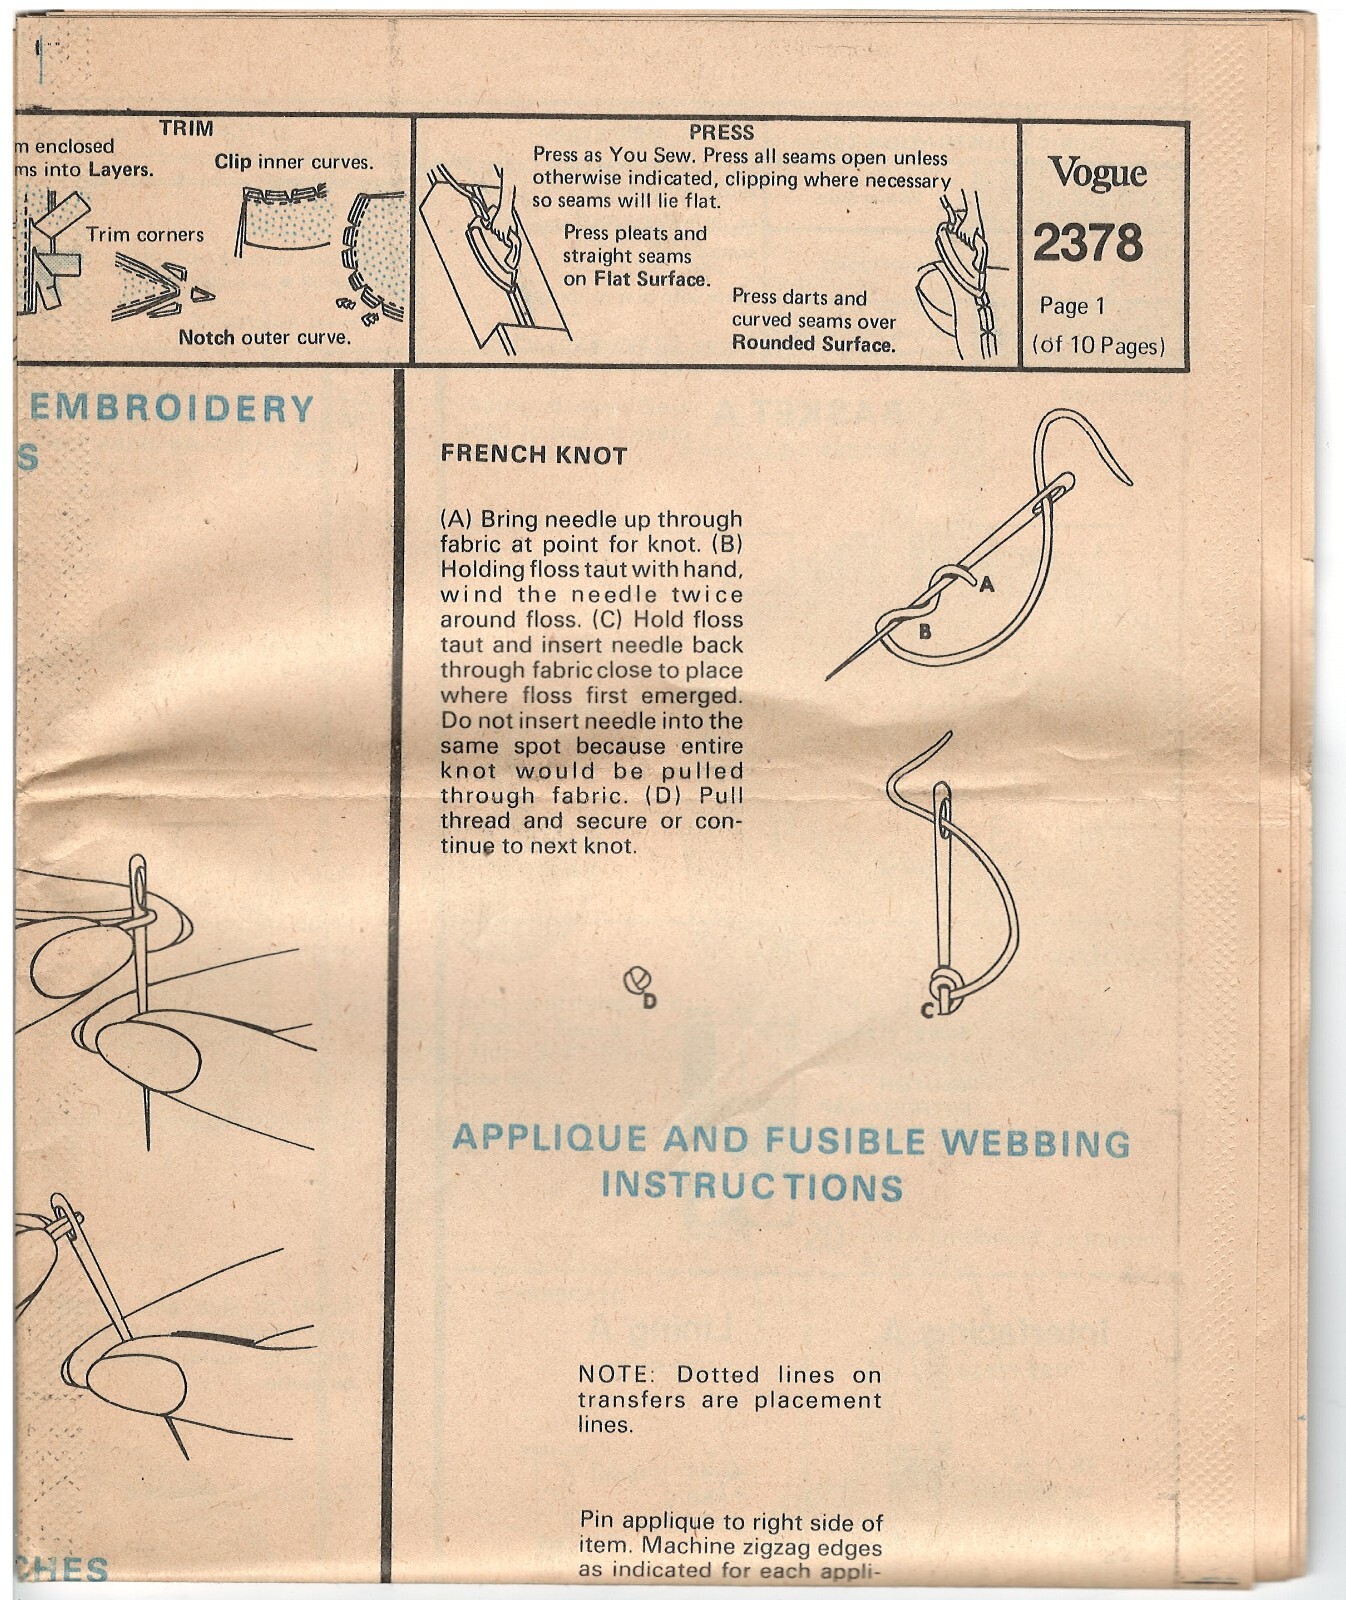 TRIM
m enclosed
ms into Layers.
Clip inner curves.
Trim corners
Notch outer curve.
PRESS
Press as You Sew. Press all seams open unless
otherwise indicated, clipping where necessary
so seams will lie flat.
Press pleats and
straight seams
on Flat Surface.
Press darts and
curved seams over
Rounded Surface.
Vogue
2378
Page 1
(of 10 Pages)
EMBROIDERY
S
CHES
FRENCH KNOT
(A) Bring needle up through
fabric at point for knot. (B)
Holding floss taut with hand,
wind the needle twice
around floss. (C) Hold floss
taut and insert needle back
through fabric close to place
where floss first emerged.
Do not insert needle into the
same spot because entire
knot would be pulled
through fabric. (D) Pull
thread and secure or con-
tinue to next knot.
A
B
D
C
APPLIQUE AND FUSIBLE WEBBING
INSTRUCTIONS
NOTE: Dotted lines on
transfers are placement
lines.
Pin applique to right side of
item. Machine zigzag edges
as indicated for each appli-